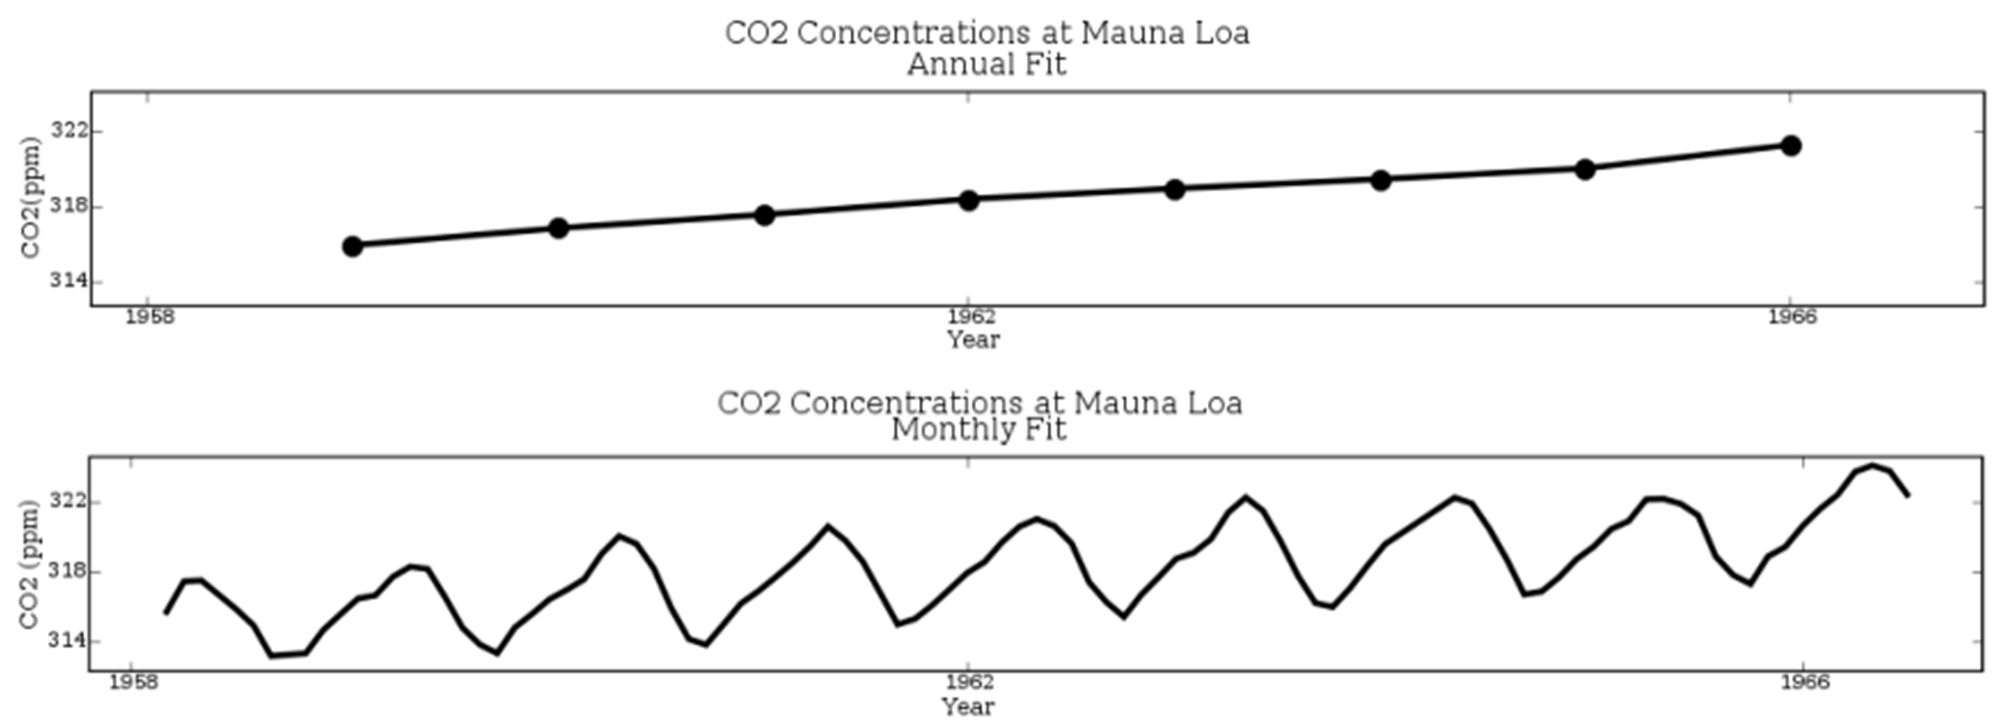 CO2 Concentrations at Mauna Loa
Annual Fit
CO2(ppm)
322
318
314
1958
1962
1966
Year
CO2 Concentrations at Mauna Loa
Monthly Fit
CO2 (ppm)
322
318
314
1958
1962
1966
Year